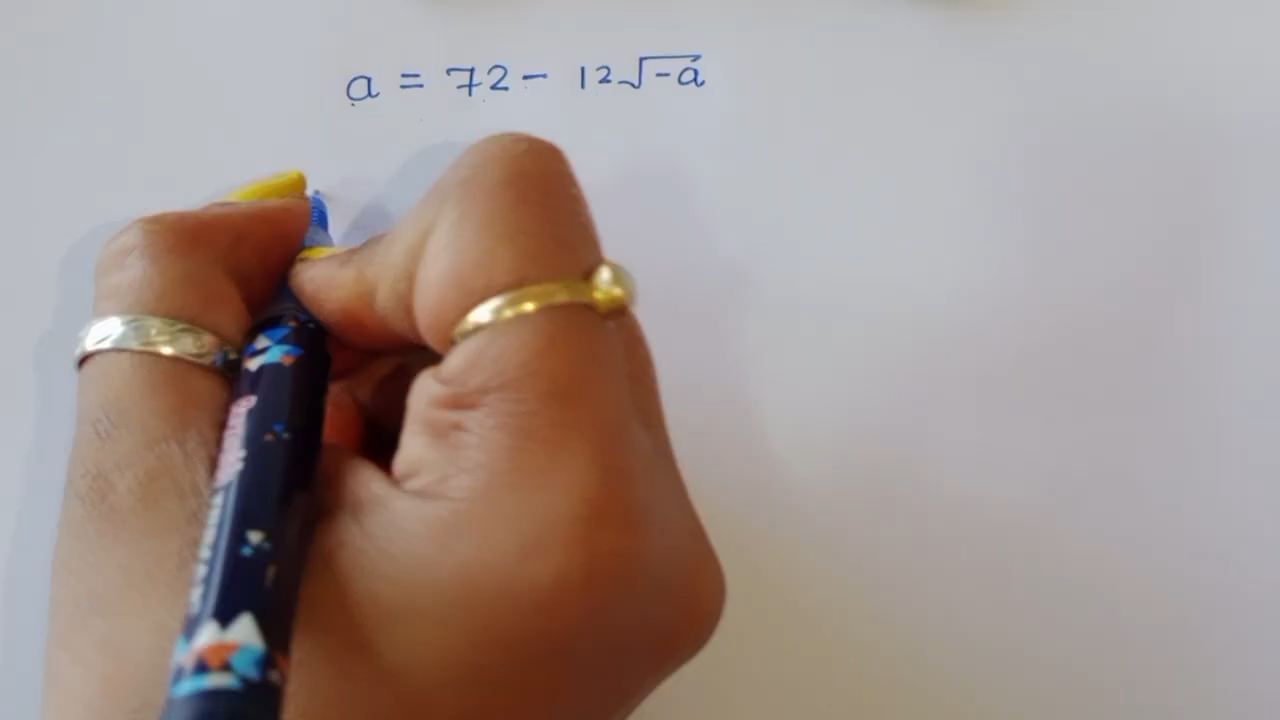 a = 72 - 12√-a